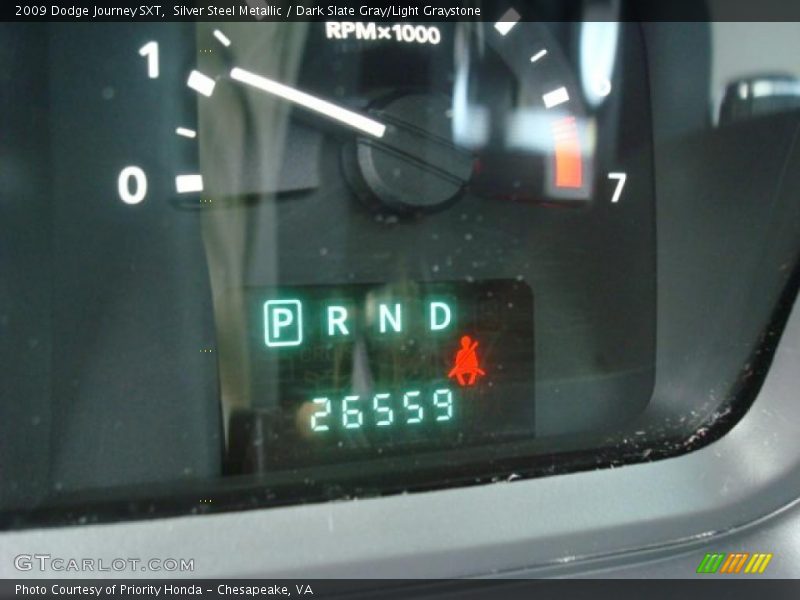 2009 Dodge Journey SXT, Silver Steel Metallic / Dark Slate Gray/Light Graystone
RPM×1000
1
0
7
P R N D
26559
GTCARLOT.COM
Photo Courtesy of Priority Honda - Chesapeake, VA